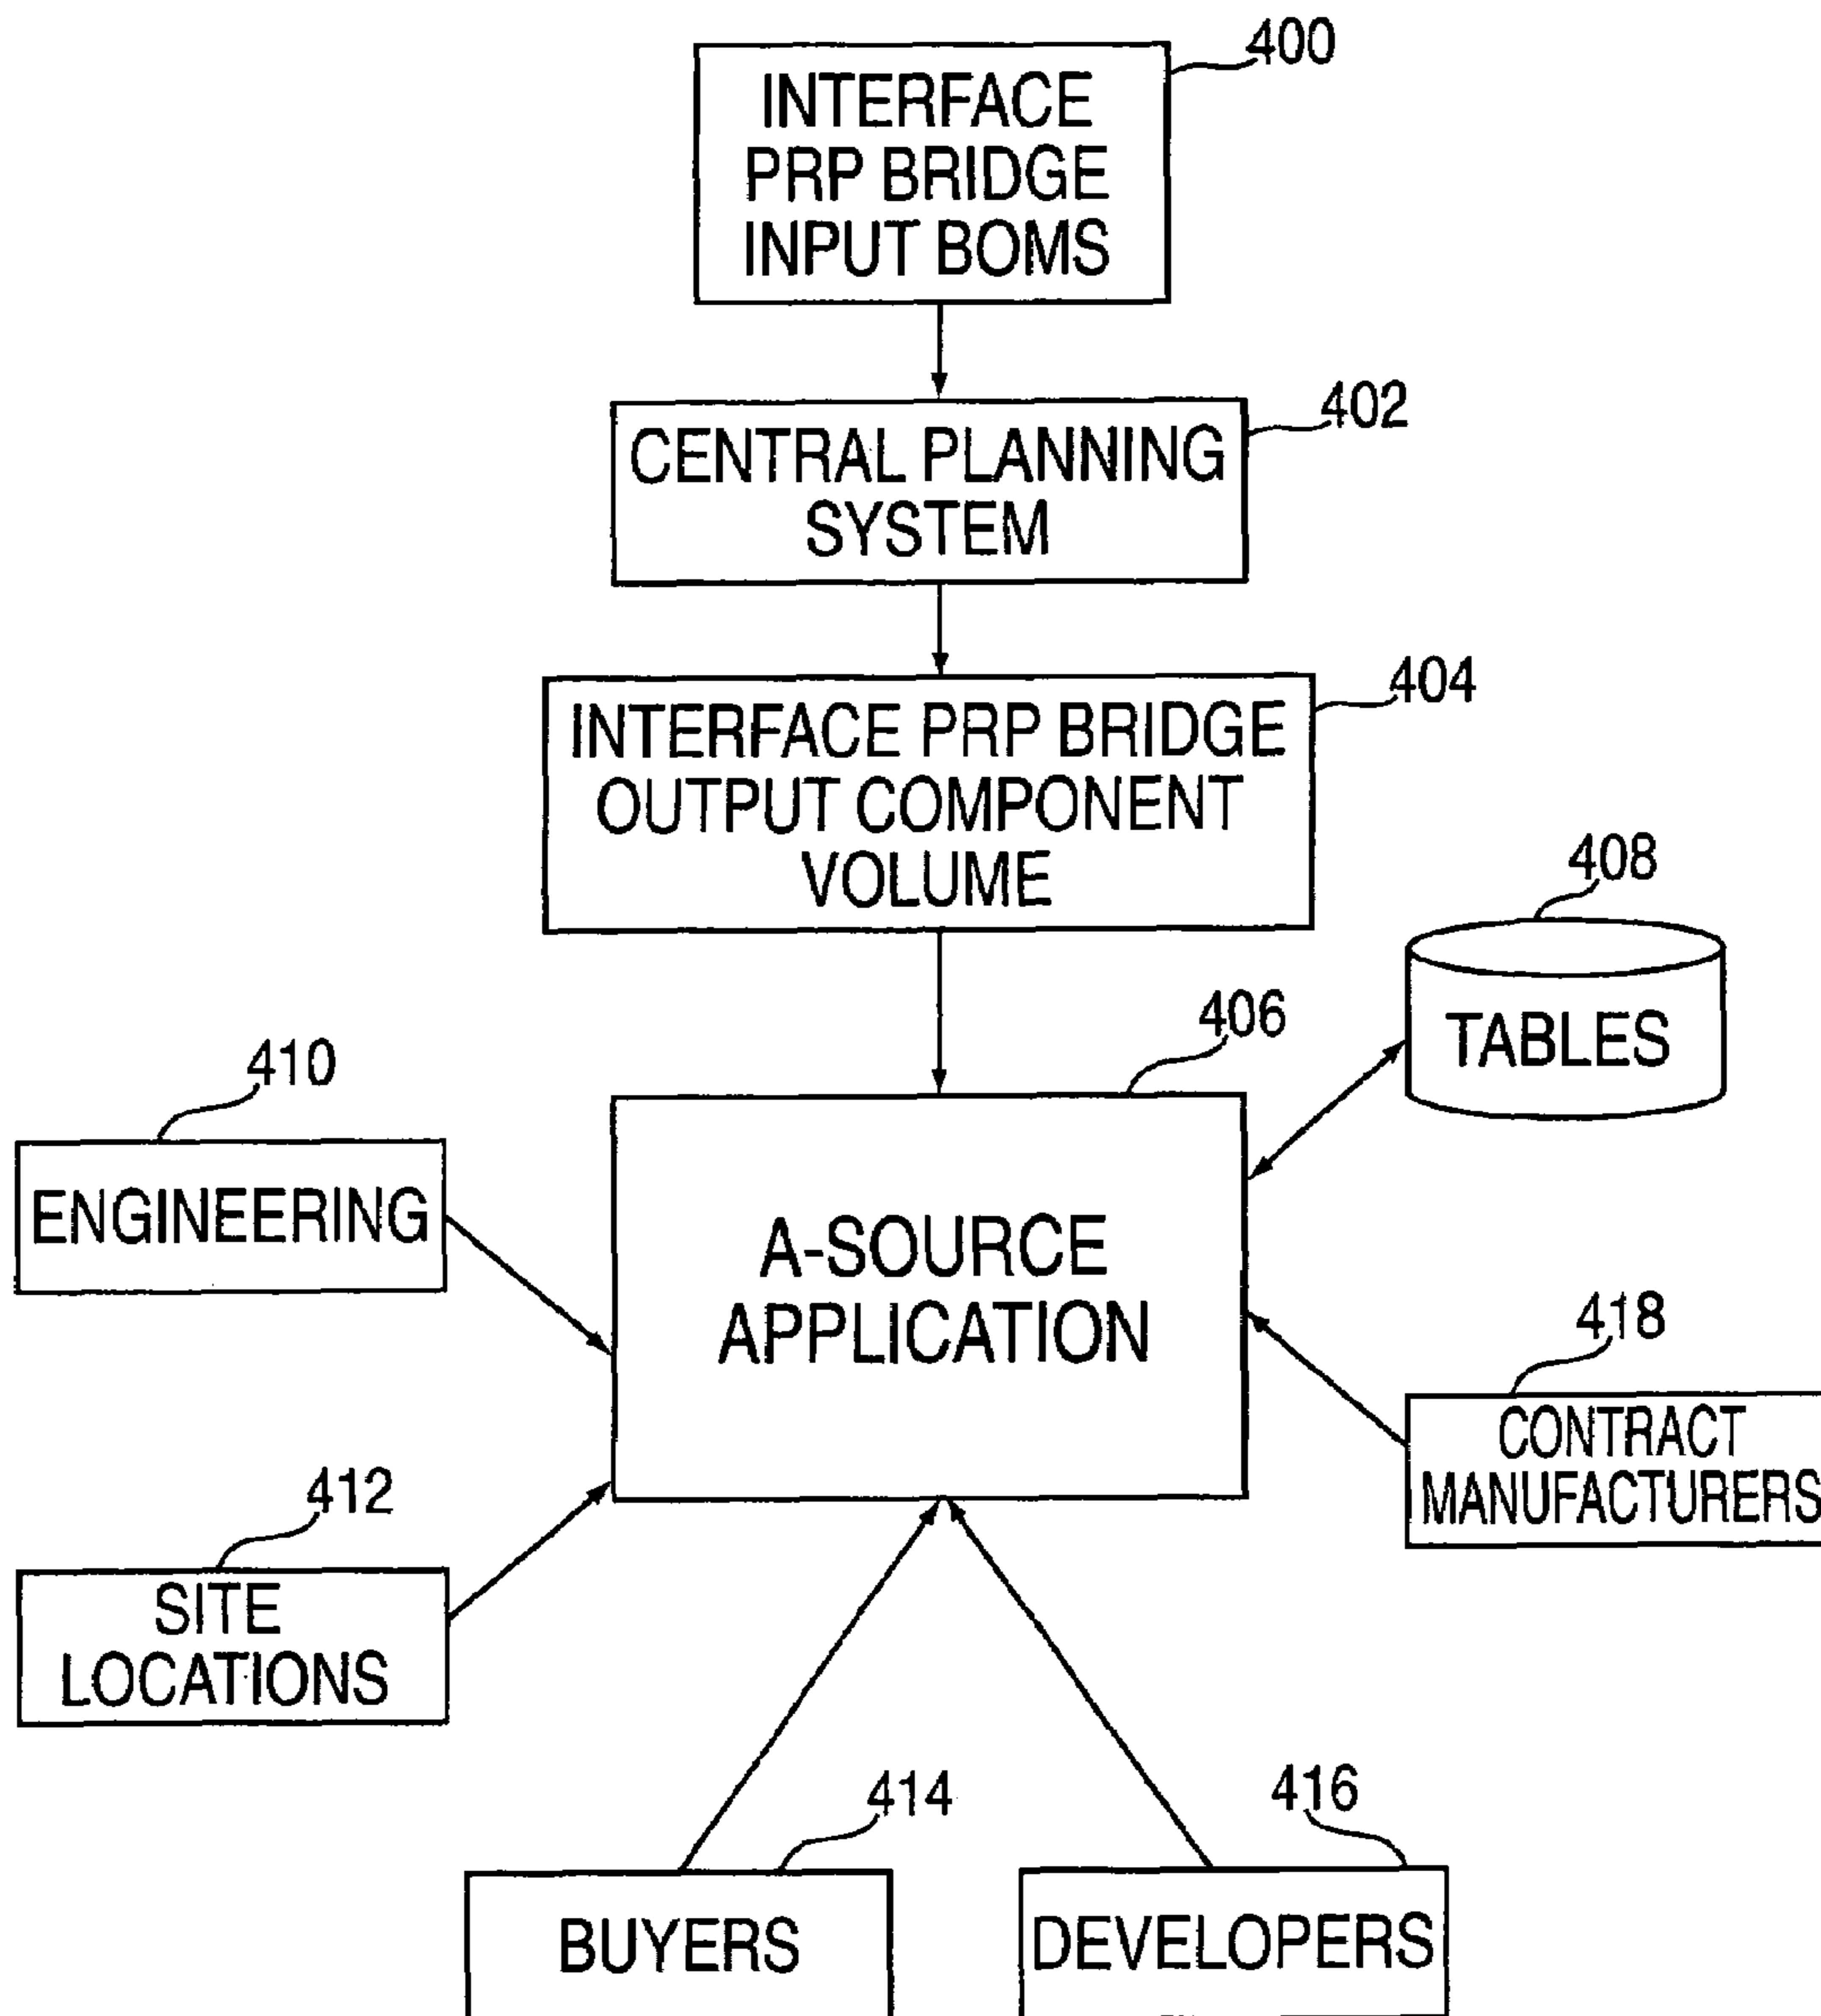 400
INTERFACE
PRP BRIDGE
INPUT BOMS
402
CENTRAL PLANNING
SYSTEM
404
INTERFACE PRP BRIDGE
OUTPUT COMPONENT
VOLUME
408
TABLES
406
410
ENGINEERING
A-SOURCE
APPLICATION
418
CONTRACT
MANUFACTURERS
412
SITE
LOCATIONS
414
BUYERS
416
DEVELOPERS